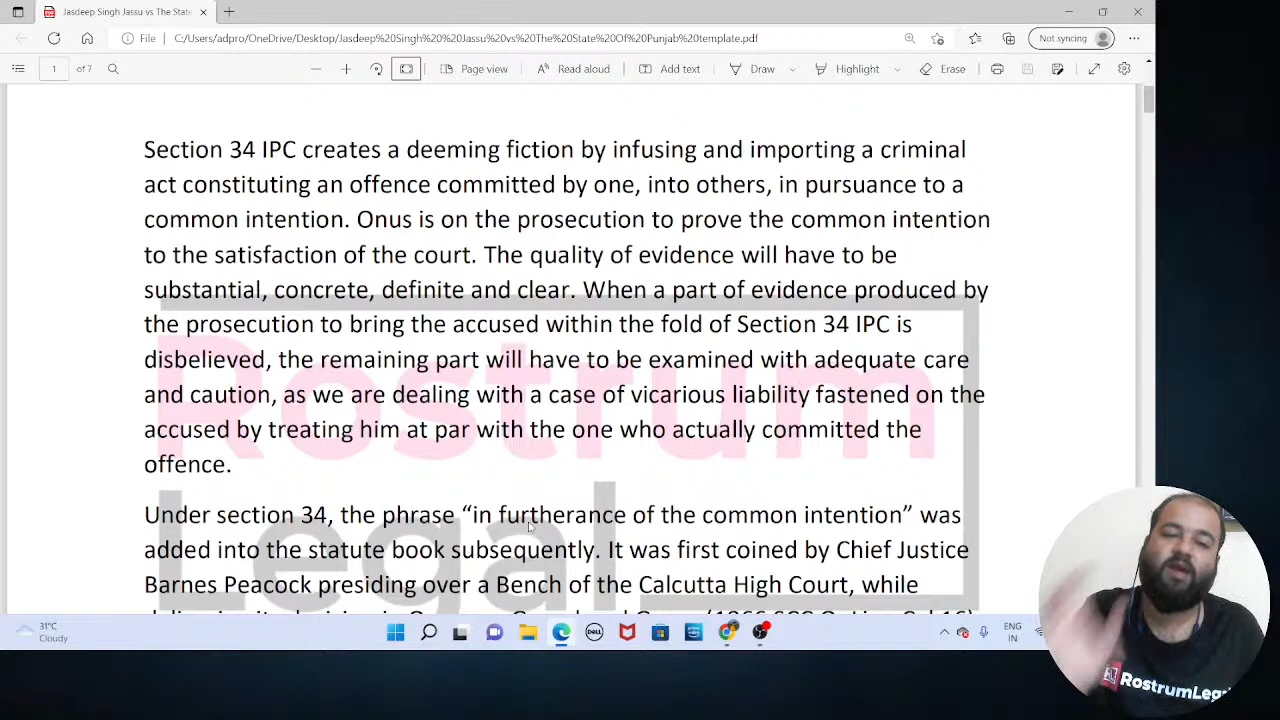 Jasdeep Singh Jassu vs The State
File
C:/Users/adpro/OneDrive/Desktop/Jasdeep%20Singh%20%20Jassu%20vs%20The%20State%20Of%20Punjab%20template.pdf
Not syncing
1 of 7
Page view
Read aloud
Add text
Draw
Highlight
Erase
Section 34 IPC creates a deeming fiction by infusing and importing a criminal
act constituting an offence committed by one, into others, in pursuance to a
common intention. Onus is on the prosecution to prove the common intention
to the satisfaction of the court. The quality of evidence will have to be
substantial, concrete, definite and clear. When a part of evidence produced by
the prosecution to bring the accused within the fold of Section 34 IPC is
disbelieved, the remaining part will have to be examined with adequate care
and caution, as we are dealing with a case of vicarious liability fastened on the
accused by treating him at par with the one who actually committed the
offence.
Under section 34, the phrase “in furtherance of the common intention” was
added into the statute book subsequently. It was first coined by Chief Justice
Barnes Peacock presiding over a Bench of the Calcutta High Court, while
Rostrum
Legal
31°C
Cloudy
DELL
ENG
IN
RostrumLeg